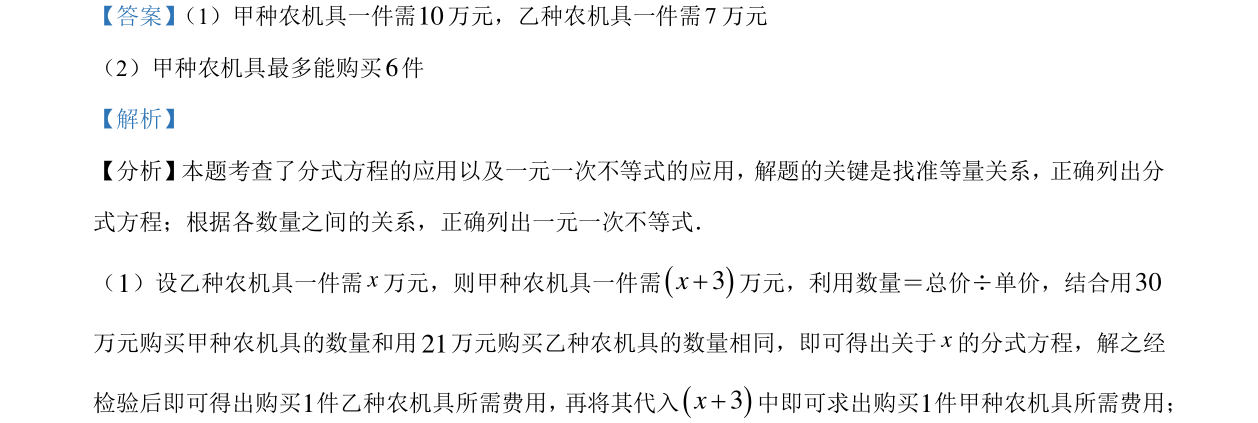 【答案】（1）甲种农机具一件需10万元，乙种农机具一件需7万元
（2）甲种农机具最多能购买6件
【解析】
【分析】本题考查了分式方程的应用以及一元一次不等式的应用，解题的关键是找准等量关系，正确列出分
式方程；根据各数量之间的关系，正确列出一元一次不等式．
（1）设乙种农机具一件需x万元，则甲种农机具一件需(x+3)万元，利用数量＝总价÷单价，结合用30
万元购买甲种农机具的数量和用21万元购买乙种农机具的数量相同，即可得出关于x的分式方程，解之经
检验后即可得出购买1件乙种农机具所需费用，再将其代入(x+3)中即可求出购买1件甲种农机具所需费用；